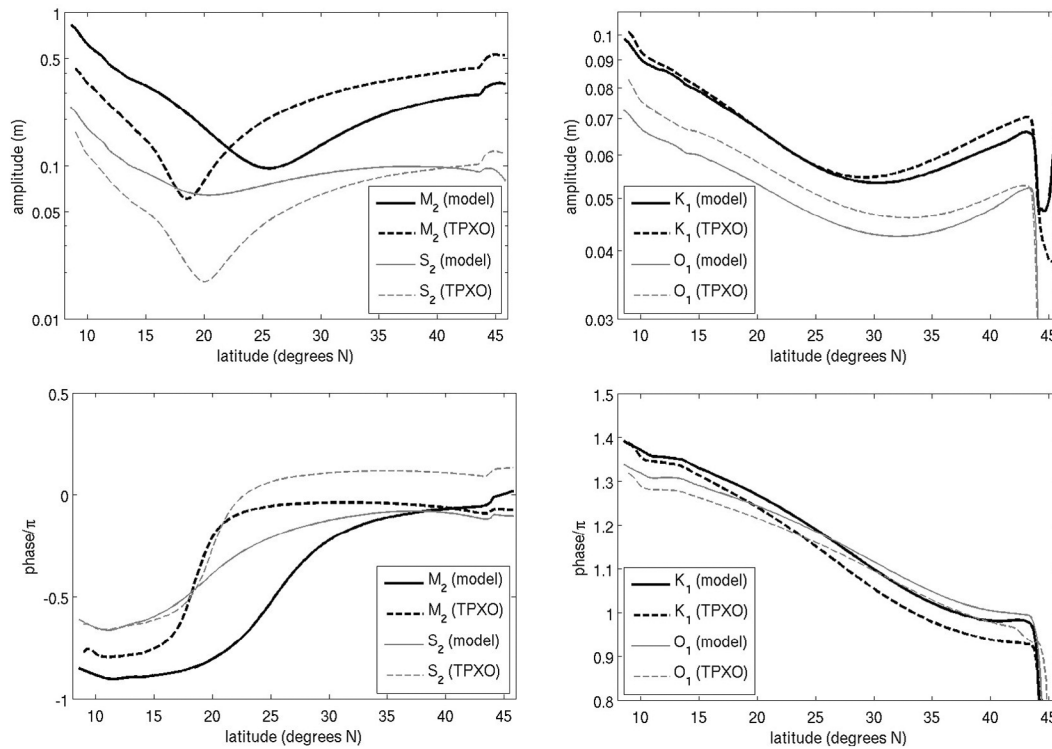 1
0.5
0.1
0.05
0.01
amplitude (m)
10 15 20 25 30 35 40 45
latitude (degrees N)
M2 (model)
M2 (TPXO)
S2 (model)
S2 (TPXO)
0.1
0.09
0.08
0.07
0.06
0.05
0.04
0.03
amplitude (m)
10 15 20 25 30 35 40 45
latitude (degrees N)
K1 (model)
K1 (TPXO)
O1 (model)
O1 (TPXO)
0.5
0
-0.5
-1
phase/π
10 15 20 25 30 35 40 45
latitude (degrees N)
M2 (model)
M2 (TPXO)
S2 (model)
S2 (TPXO)
1.5
1.4
1.3
1.2
1.1
1
0.9
0.8
phase/π
10 15 20 25 30 35 40 45
latitude (degrees N)
K1 (model)
K1 (TPXO)
O1 (model)
O1 (TPXO)